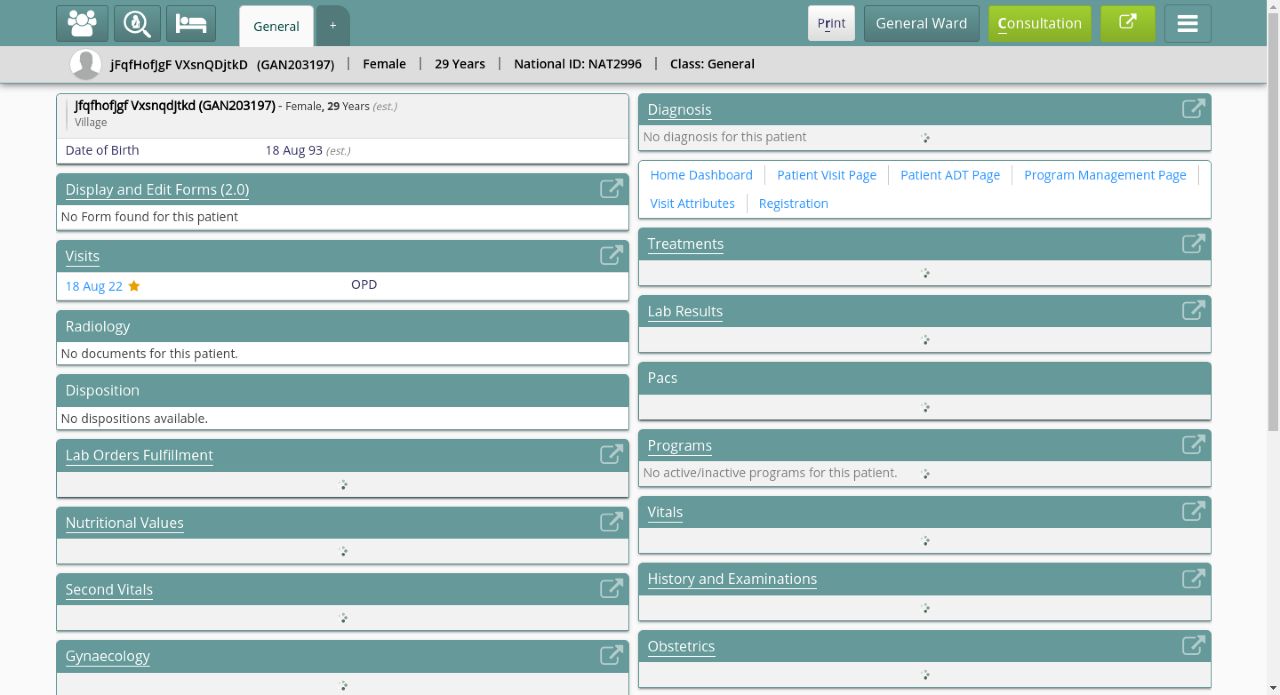 General
+
Print
General Ward
Consultation
jFqfHofJgF VXsnQDjtkD (GAN203197) | Female | 29 Years | National ID: NAT2996 | Class: General
Jfqfhofjgf Vxsnqdjtkd (GAN203197) - Female, 29 Years (est.)
Village
Date of Birth 18 Aug 93 (est.)
Display and Edit Forms (2.0)
No Form found for this patient
Visits
18 Aug 22 OPD
Radiology
No documents for this patient.
Disposition
No dispositions available.
Lab Orders Fulfillment
Nutritional Values
Second Vitals
Gynaecology
Diagnosis
No diagnosis for this patient
Home Dashboard Patient Visit Page Patient ADT Page Program Management Page
Visit Attributes Registration
Treatments
Lab Results
Pacs
Programs
No active/inactive programs for this patient.
Vitals
History and Examinations
Obstetrics